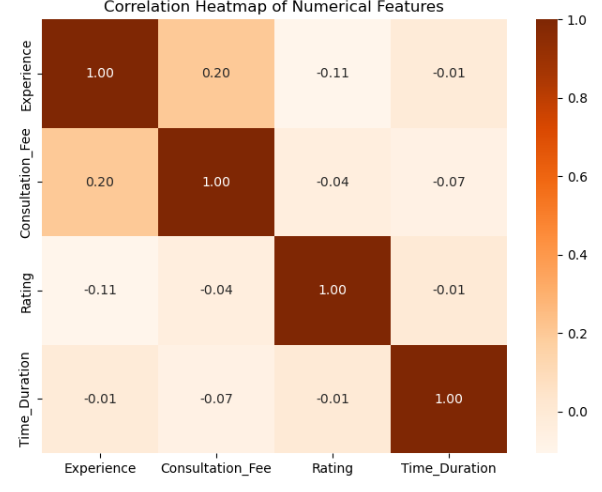 Correlation Heatmap of Numerical Features
Experience 1.00 0.20 -0.11 -0.01
Consultation_Fee 0.20 1.00 -0.04 -0.07
Rating -0.11 -0.04 1.00 -0.01
Time_Duration -0.01 -0.07 -0.01 1.00
Experience Consultation_Fee Rating Time_Duration
1.0
0.8
0.6
0.4
0.2
0.0